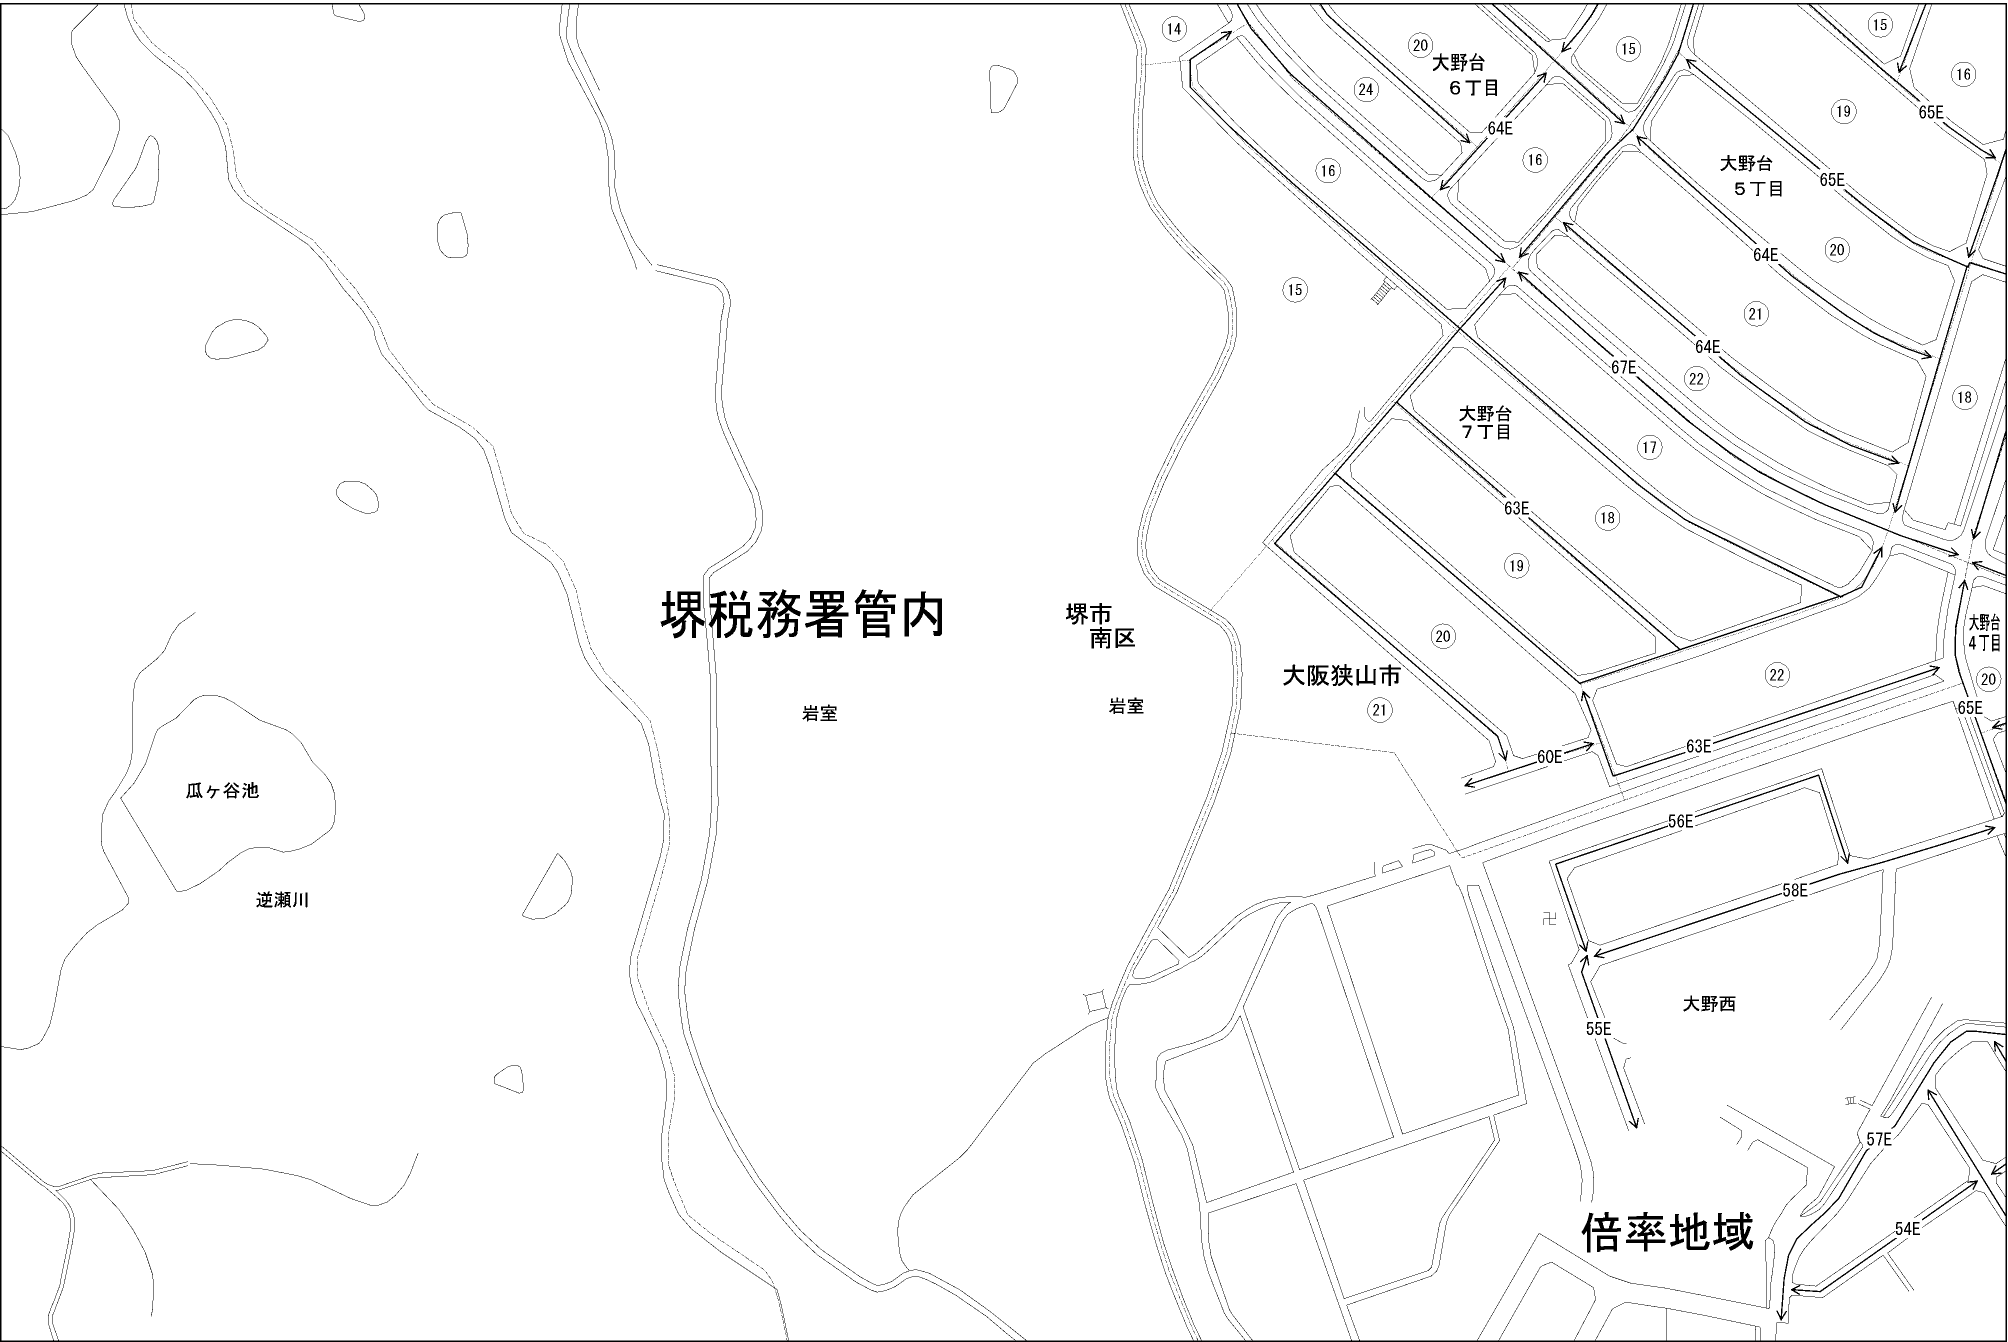 14
20
大野台
６丁目
24
64E
15
15
16
65E
19
16
16
大野台
５丁目
65E
64E
20
15
21
64E
22
67E
18
大野台
７丁目
17
63E
18
19
堺税務署管内
堺市
南区
20
大野台
４丁目
大阪狭山市
21
22
20
岩室
岩室
65E
63E
60E
瓜ヶ谷池
56E
58E
逆瀬川
卍
大野西
55E
57E
倍率地域
54E